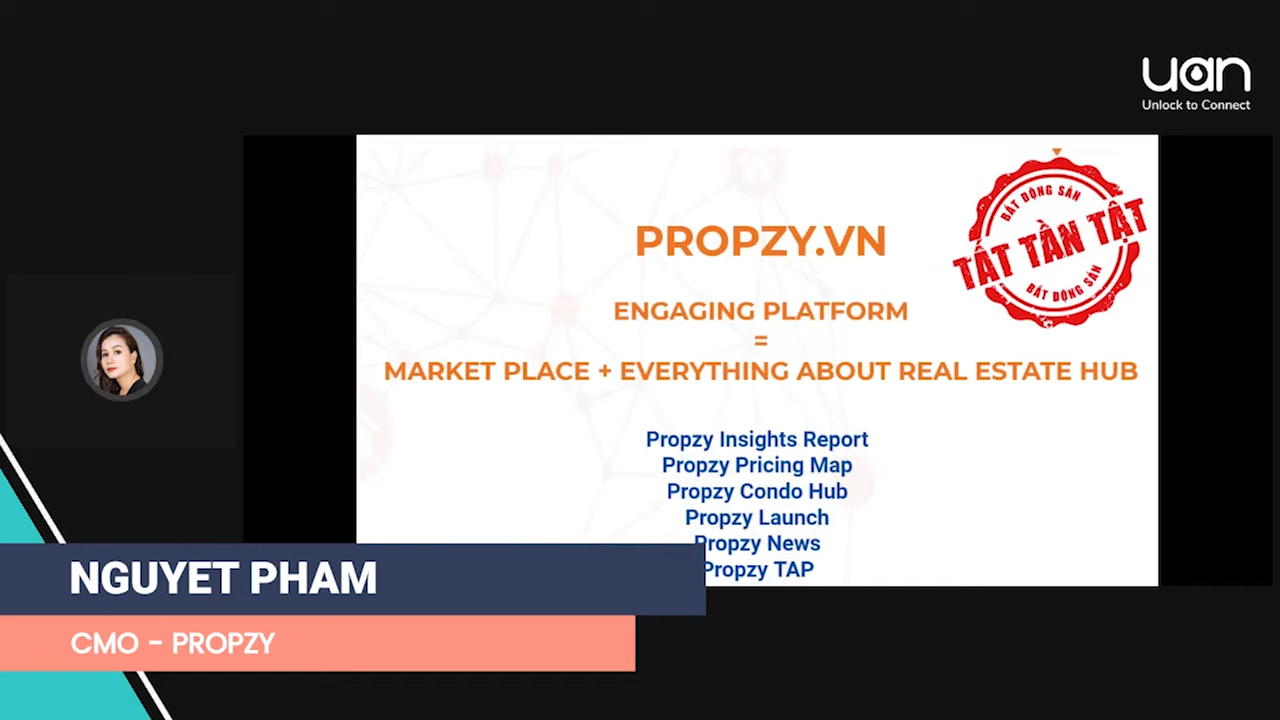 uan
Unlock to Connect
BẤT ĐỘNG SẢN
TẤT TẦN TẬT
BẤT ĐỘNG SẢN
PROPZY.VN
ENGAGING PLATFORM
=
MARKET PLACE + EVERYTHING ABOUT REAL ESTATE HUB
Propzy Insights Report
Propzy Pricing Map
Propzy Condo Hub
Propzy Launch
Propzy News
Propzy TAP
NGUYET PHAM
CMO - PROPZY